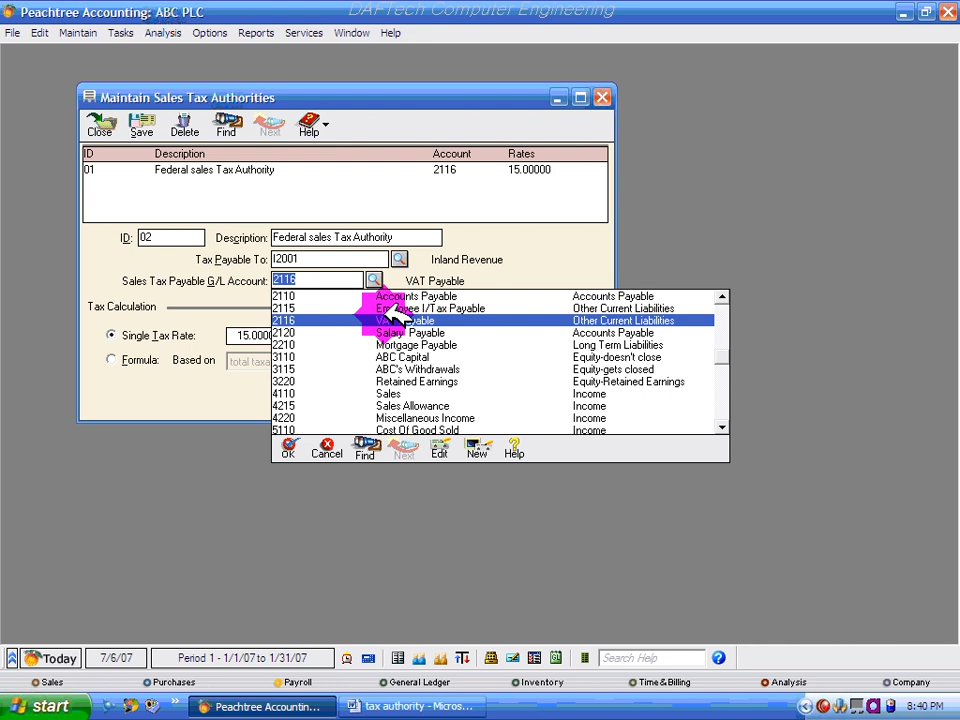 Peachtree Accounting: ABC PLC
DAFTech Computer Engineering
File Edit Maintain Tasks Analysis Options Reports Services Window Help
Maintain Sales Tax Authorities
Close Save Delete Find Next Help
ID Description Account Rates
01 Federal sales Tax Authority 2116 15.00000
ID: 02 Description: Federal sales Tax Authority
Tax Payable To: I2001 Inland Revenue
Sales Tax Payable G/L Account: 2116 VAT Payable
Tax Calculation
Single Tax Rate: 15.0000
Formula: Based on total taxa
2110 Accounts Payable Accounts Payable
2115 Employee I/Tax Payable Other Current Liabilities
2116 VAT Payable Other Current Liabilities
2120 Salary Payable Accounts Payable
2210 Mortgage Payable Long Term Liabilities
3110 ABC Capital Equity-doesn't close
3115 ABC's Withdrawals Equity-gets closed
3220 Retained Earnings Equity-Retained Earnings
4110 Sales Income
4215 Sales Allowance Income
4220 Miscellaneous Income Income
5110 Cost Of Good Sold Income
OK Cancel Find Next Edit New Help
Today 7/6/07 Period 1 - 1/1/07 to 1/31/07 Search Help
Sales Purchases Payroll General Ledger Inventory Time & Billing Analysis Company
start Peachtree Accountin... tax authority - Micros... 8:40 PM